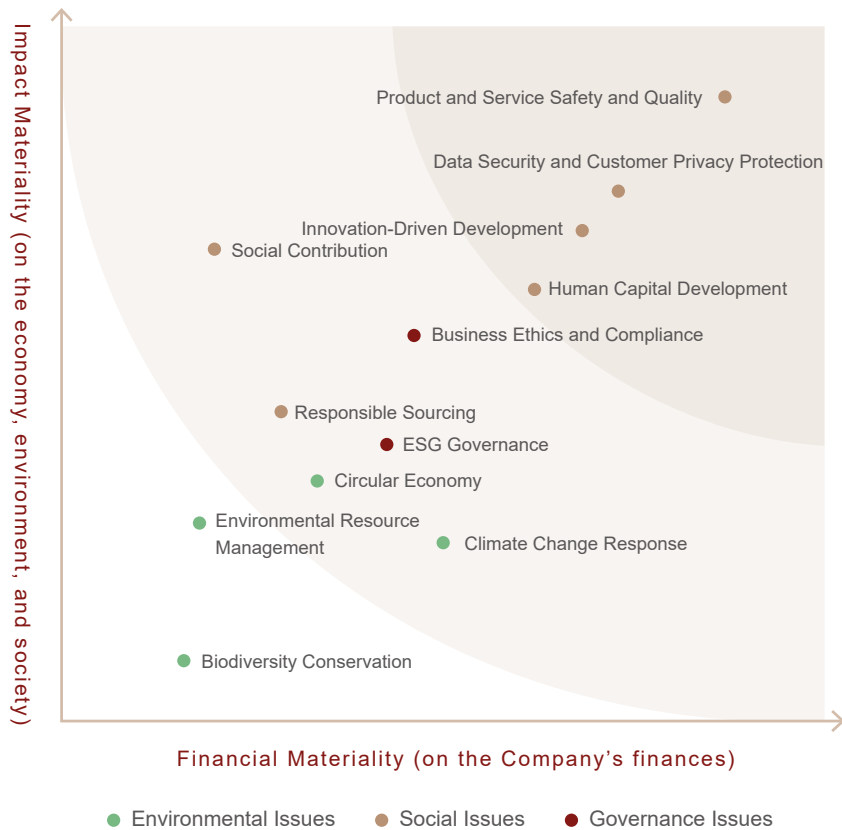 Impact Materiality (on the economy, environment, and society)
Product and Service Safety and Quality
Data Security and Customer Privacy Protection
Innovation-Driven Development
Social Contribution
Human Capital Development
Business Ethics and Compliance
Responsible Sourcing
ESG Governance
Circular Economy
Environmental Resource
Management
Climate Change Response
Biodiversity Conservation
Financial Materiality (on the Company’s finances)
Environmental Issues
Social Issues
Governance Issues